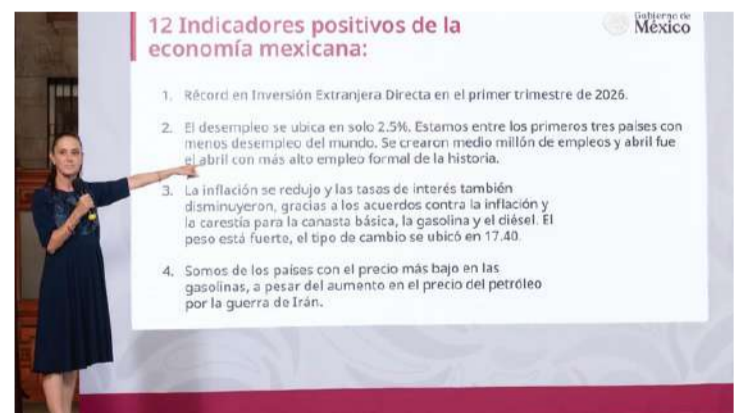 12 Indicadores positivos de la
economía mexicana:
Gobierno de
México
1. Récord en Inversión Extranjera Directa en el primer trimestre de 2026.
2. El desempleo se ubica en solo 2.5%. Estamos entre los primeros tres países con
menos desempleo del mundo. Se crearon medio millón de empleos y abril fue
el abril con más alto empleo formal de la historia.
3. La inflación se redujo y las tasas de interés también
disminuyeron, gracias a los acuerdos contra la inflación y
la carestía para la canasta básica, la gasolina y el diésel. El
peso está fuerte, el tipo de cambio se ubicó en 17.40.
4. Somos de los países con el precio más bajo en las
gasolinas, a pesar del aumento en el precio del petróleo
por la guerra de Irán.